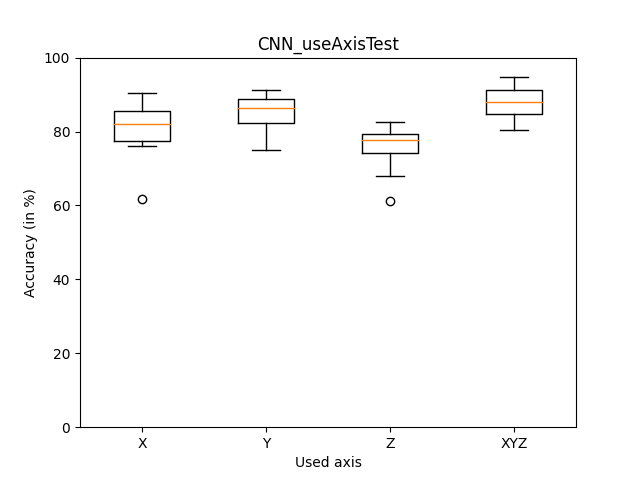 CNN_useAxisTest
100
80
60
40
20
0
Accuracy (in %)
X Y Z XYZ
Used axis